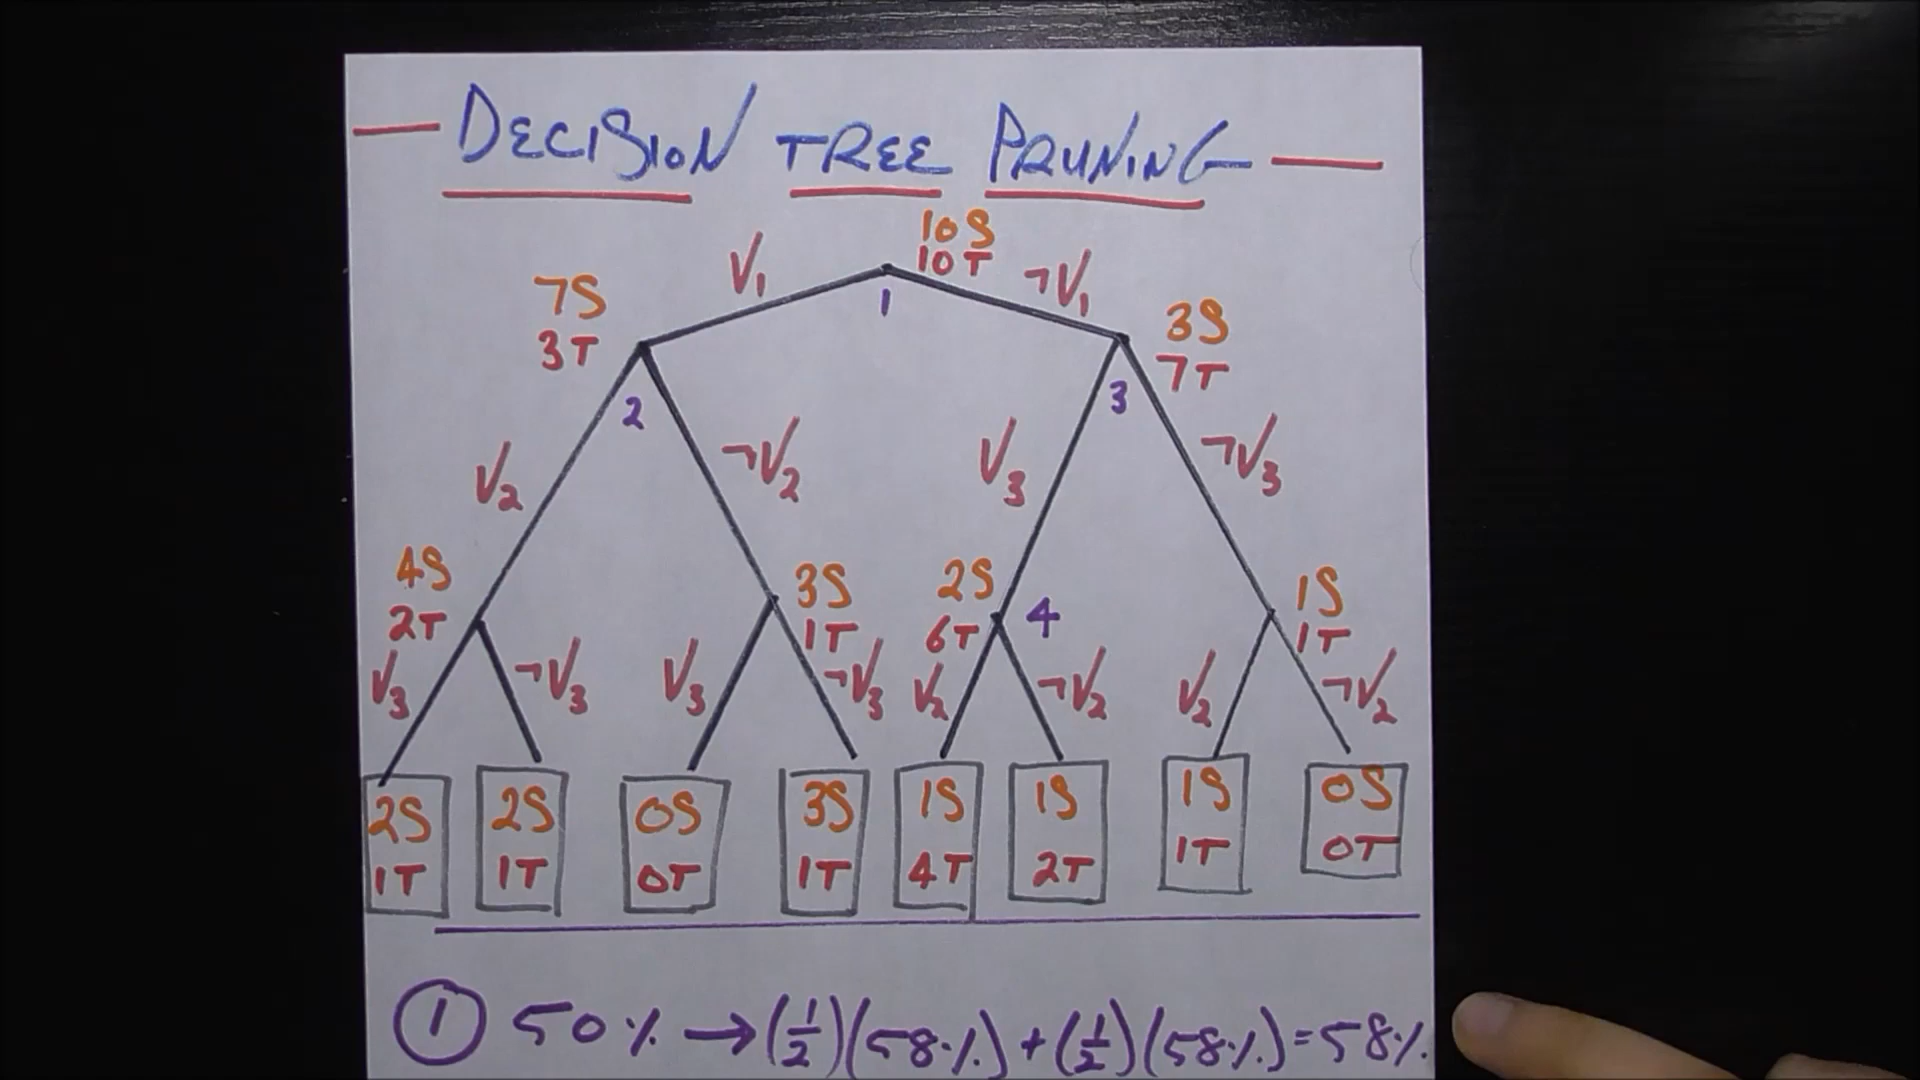 — DECISION TREE PRUNING —
10S
10T
V1
¬V1
1
7S
3T
3S
7T
2
3
V2
¬V2
V3
¬V3
4S
2T
3S
1T
2S
6T
4
1S
1T
V3
¬V3
V3
¬V3
V2
¬V2
V2
¬V2
2S
1T
2S
1T
0S
0T
3S
1T
1S
4T
1S
2T
1S
1T
0S
0T
① 50% → (1/2)(58%) + (1/2)(58%) = 58%